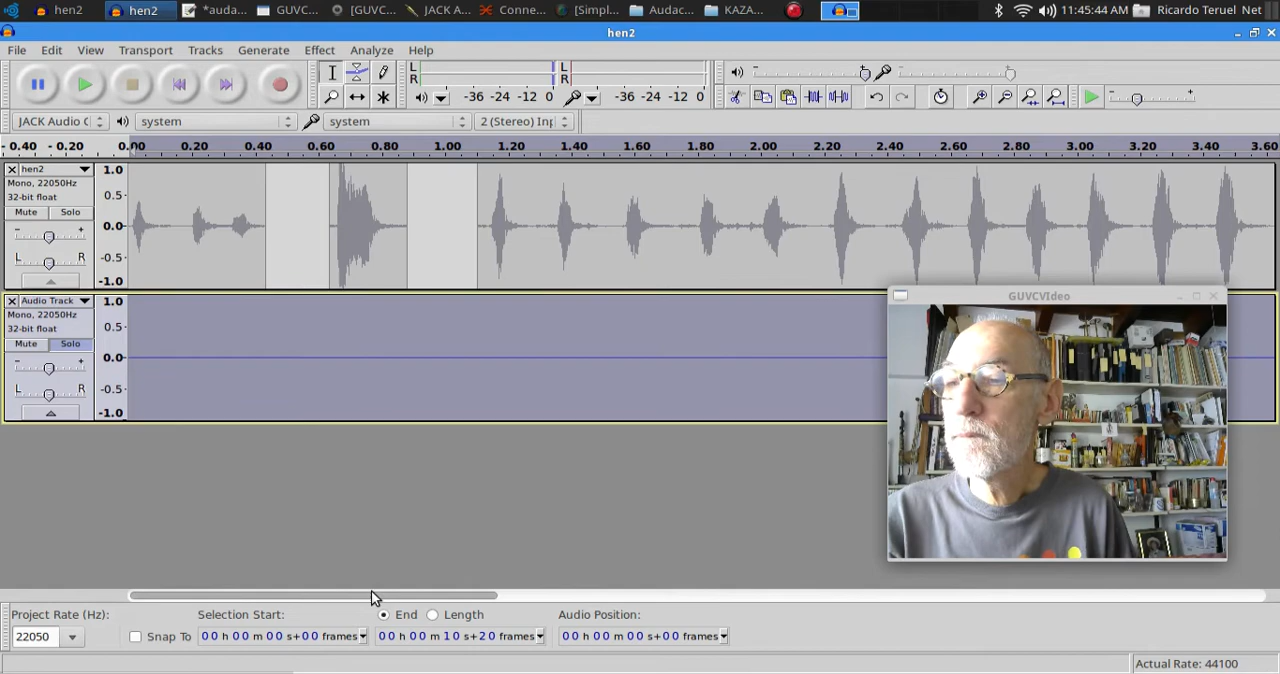 hen2 hen2 *auda... GUVC... [GUVC... JACK A... Conne... [Simpl... Audac... KAZA... 11:45:44 AM Ricardo Teruel Net
hen2
File Edit View Transport Tracks Generate Effect Analyze Help
L R -36 -24 -12 0 L R -36 -24 -12 0
JACK Audio C system system 2 (Stereo) Inp
- 0.40 - 0.20 0.00 0.20 0.40 0.60 0.80 1.00 1.20 1.40 1.60 1.80 2.00 2.20 2.40 2.60 2.80 3.00 3.20 3.40 3.60
hen2 1.0
Mono, 22050Hz
32-bit float 0.5
Mute Solo
- + 0.0
L R -0.5
-1.0
Audio Track 1.0
Mono, 22050Hz
32-bit float 0.5
Mute Solo
- + 0.0
L R -0.5
-1.0
GUVCVIdeo
Project Rate (Hz): Selection Start: End Length Audio Position:
22050 Snap To 00 h 00 m 00 s+00 frames 00 h 00 m 10 s+20 frames 00 h 00 m 00 s+00 frames
Actual Rate: 44100